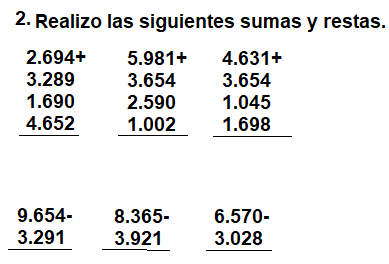 2. Realizo las siguientes sumas y restas.
2.694+ 5.981+ 4.631+
3.289 3.654 3.654
1.690 2.590 1.045
4.652 1.002 1.698
9.654- 8.365- 6.570-
3.291 3.921 3.028